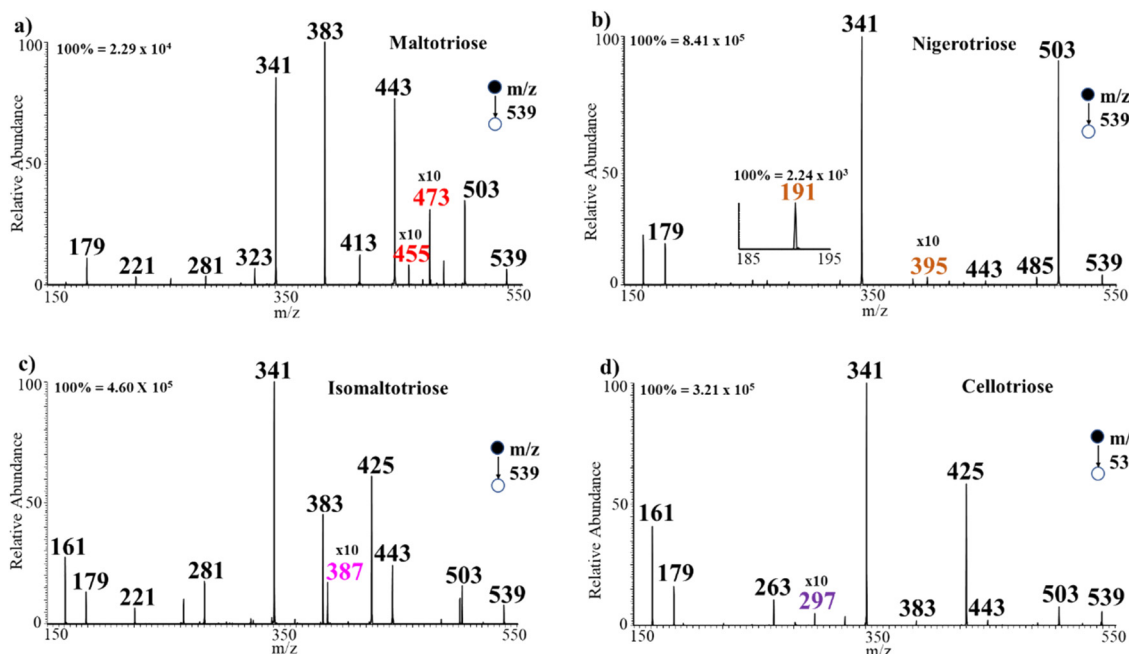 a)
100% = 2.29 x 10⁴
Maltotriose
Relative Abundance
100
50
0
179
221
281
323
341
383
413
443
x10
455
x10
473
503
539
m/z
539
150
350
550
m/z
b)
100% = 8.41 x 10⁵
Nigerotriose
Relative Abundance
100
50
0
179
341
100% = 2.24 x 10³
191
185
195
x10
395
443
485
503
539
m/z
539
150
350
550
m/z
c)
100% = 4.60 X 10⁵
Isomaltotriose
Relative Abundance
100
50
0
161
179
221
281
341
383
x10
387
425
443
503
539
m/z
539
150
350
550
m/z
d)
100% = 3.21 x 10⁵
Cellotriose
Relative Abundance
100
50
0
161
179
263
x10
297
341
383
425
443
503
539
m/
53
150
350
550
m/z